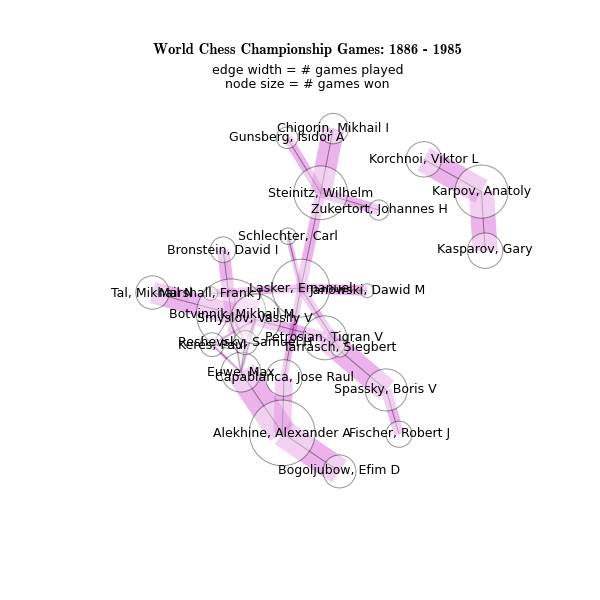 World Chess Championship Games: 1886 - 1985
edge width = # games played
node size = # games won
Chigorin, Mikhail I
Gunsberg, Isidor A
Korchnoi, Viktor L
Karpov, Anatoly
Steinitz, Wilhelm
Zukertort, Johannes H
Schlechter, Carl
Bronstein, David I
Kasparov, Gary
Lasker, Emanuel
Janowski, Dawid M
Tal, Mikhail N
Marshall, Frank J
Botvinnik, Mikhail M
Smyslov, Vassily V
Petrosian, Tigran V
Reshevsky, Samuel H
Keres, Paul
Tarrasch, Siegbert
Euwe, Max
Capablanca, Jose Raul
Spassky, Boris V
Alekhine, Alexander A
Fischer, Robert J
Bogoljubow, Efim D